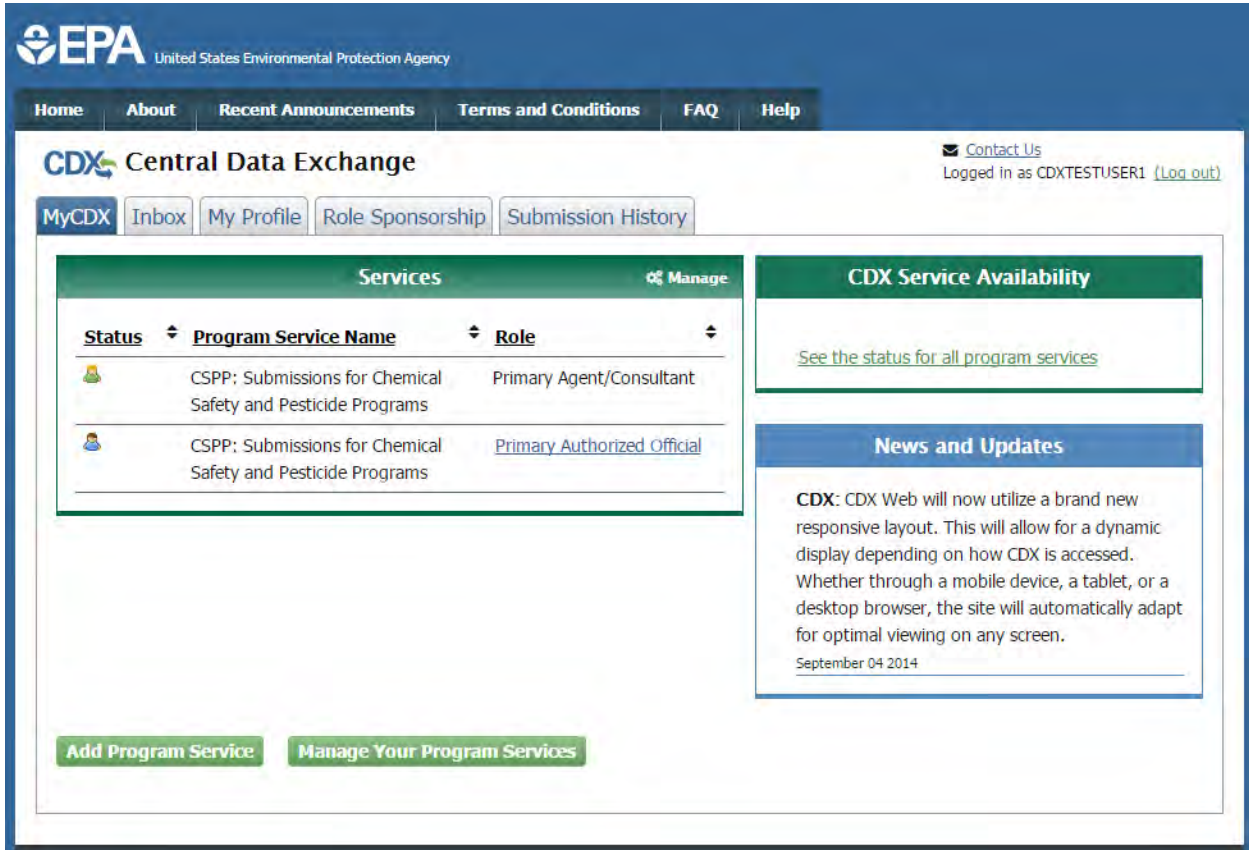 EPA United States Environmental Protection Agency
Home About Recent Announcements Terms and Conditions FAQ Help
CDX Central Data Exchange
Contact Us
Logged in as CDXTESTUSER1 (Log out)
MyCDX Inbox My Profile Role Sponsorship Submission History
Services Manage
Status Program Service Name Role
CSPP: Submissions for Chemical Primary Agent/Consultant
Safety and Pesticide Programs
CSPP: Submissions for Chemical Primary Authorized Official
Safety and Pesticide Programs
CDX Service Availability
See the status for all program services
News and Updates
CDX: CDX Web will now utilize a brand new
responsive layout. This will allow for a dynamic
display depending on how CDX is accessed.
Whether through a mobile device, a tablet, or a
desktop browser, the site will automatically adapt
for optimal viewing on any screen.
September 04 2014
Add Program Service Manage Your Program Services